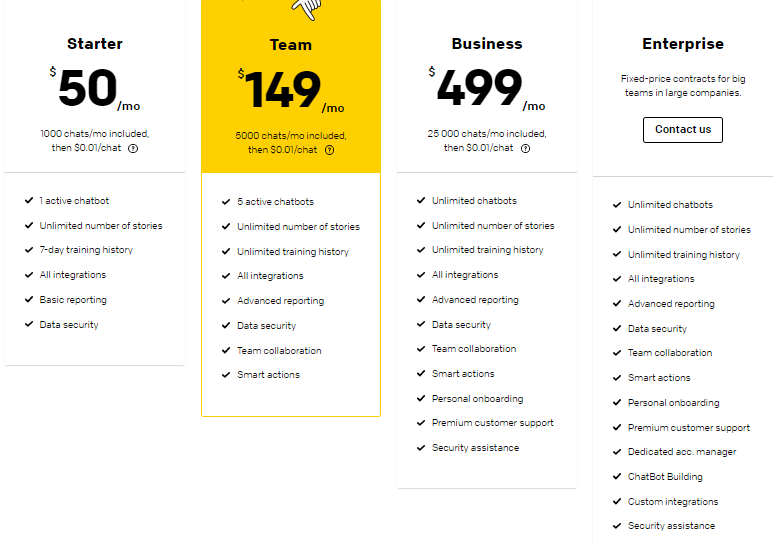 Starter
$50/mo
1000 chats/mo included,
then $0.01/chat ?
1 active chatbot
Unlimited number of stories
7-day training history
All integrations
Basic reporting
Data security
Team
$149/mo
5000 chats/mo included,
then $0.01/chat ?
5 active chatbots
Unlimited number of stories
Unlimited training history
All integrations
Advanced reporting
Data security
Team collaboration
Smart actions
Business
$499/mo
25 000 chats/mo included,
then $0.01/chat ?
Unlimited chatbots
Unlimited number of stories
Unlimited training history
All integrations
Advanced reporting
Data security
Team collaboration
Smart actions
Personal onboarding
Premium customer support
Security assistance
Enterprise
Fixed-price contracts for big
teams in large companies.
Contact us
Unlimited chatbots
Unlimited number of stories
Unlimited training history
All integrations
Advanced reporting
Data security
Team collaboration
Smart actions
Personal onboarding
Premium customer support
Dedicated acc. manager
ChatBot Building
Custom integrations
Security assistance